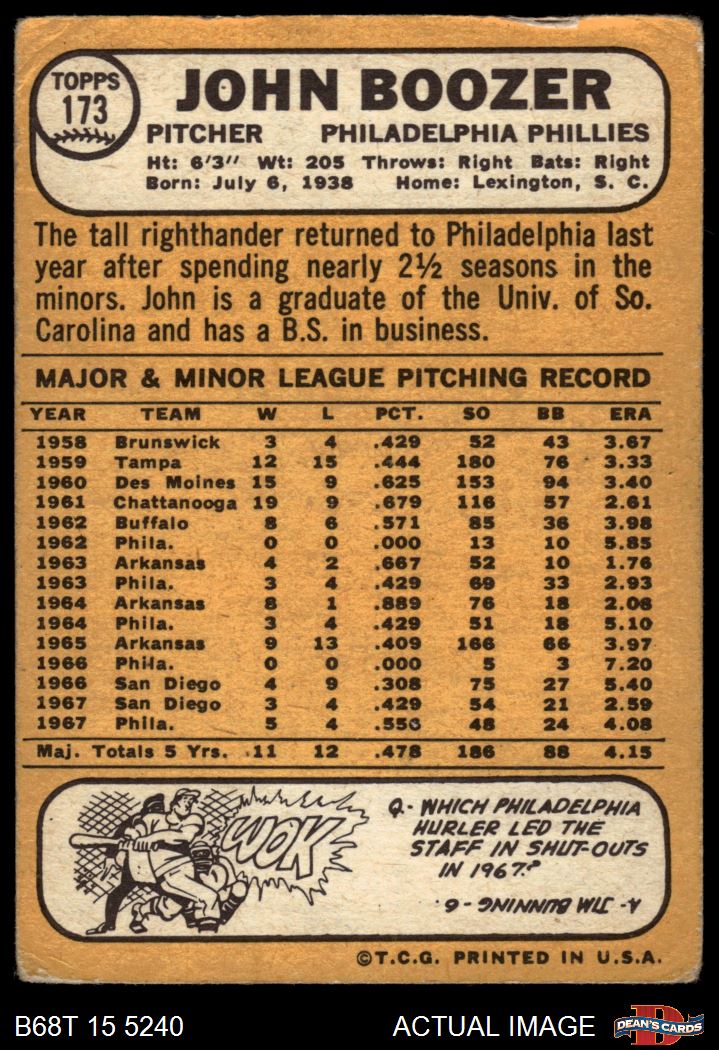 TOPPS
173
JOHN BOOZER
PITCHER PHILADELPHIA PHILLIES
Ht: 6'3" Wt: 205 Throws: Right Bats: Right
Born: July 6, 1938 Home: Lexington, S. C.
The tall righthander returned to Philadelphia last
year after spending nearly 2½ seasons in the
minors. John is a graduate of the Univ. of So.
Carolina and has a B.S. in business.
MAJOR & MINOR LEAGUE PITCHING RECORD
YEAR TEAM W L PCT. SO BB ERA
1958 Brunswick 3 4 .429 52 43 3.67
1959 Tampa 12 15 .444 180 76 3.33
1960 Des Moines 15 9 .625 153 94 3.40
1961 Chattanooga 19 9 .679 116 57 2.61
1962 Buffalo 8 6 .571 85 36 3.98
1962 Phila. 0 0 .000 13 10 5.85
1963 Arkansas 4 2 .667 52 10 1.76
1963 Phila. 3 4 .429 69 33 2.93
1964 Arkansas 8 1 .889 76 18 2.08
1964 Phila. 3 4 .429 51 18 5.10
1965 Arkansas 9 13 .409 166 66 3.97
1966 Phila. 0 0 .000 5 3 7.20
1966 San Diego 4 9 .308 75 27 5.40
1967 San Diego 3 4 .429 54 21 2.59
1967 Phila. 5 4 .556 48 24 4.08
Maj. Totals 5 Yrs. 11 12 .478 186 88 4.15
WOK
Q- WHICH PHILADELPHIA
HURLER LED THE
STAFF IN SHUT-OUTS
IN 1967?
A- JIM BUNNING - 6.
©T.C.G. PRINTED IN U.S.A.
B68T 15 5240 ACTUAL IMAGE DEAN'S CARDS